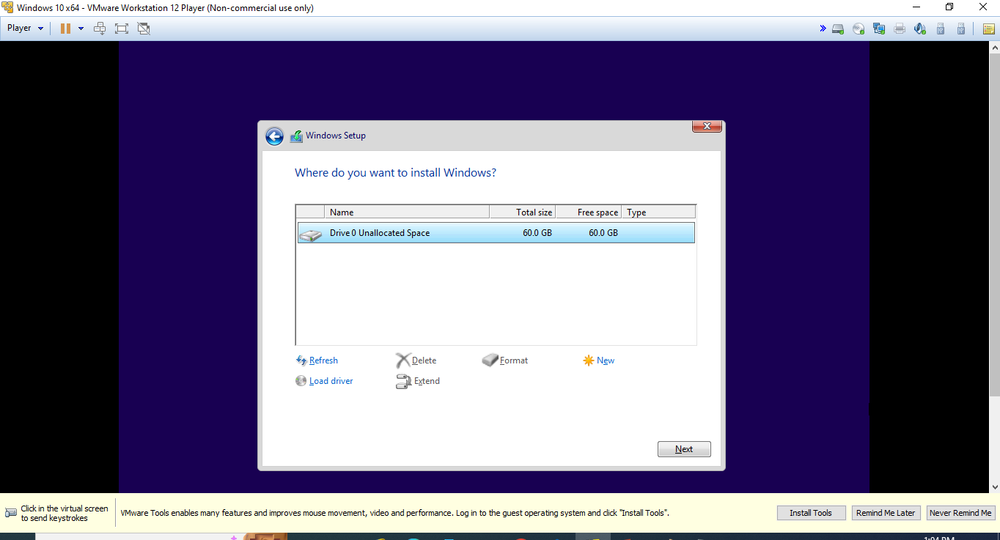 Windows 10 x64 - VMware Workstation 12 Player (Non-commercial use only)
Player
Windows Setup
Where do you want to install Windows?
Name Total size Free space Type
Drive 0 Unallocated Space 60.0 GB 60.0 GB
Refresh Delete Format New
Load driver Extend
Next
Click in the virtual screen
to send keystrokes
VMware Tools enables many features and improves mouse movement, video and performance. Log in to the guest operating system and click "Install Tools".
Install Tools Remind Me Later Never Remind Me
1:04 PM